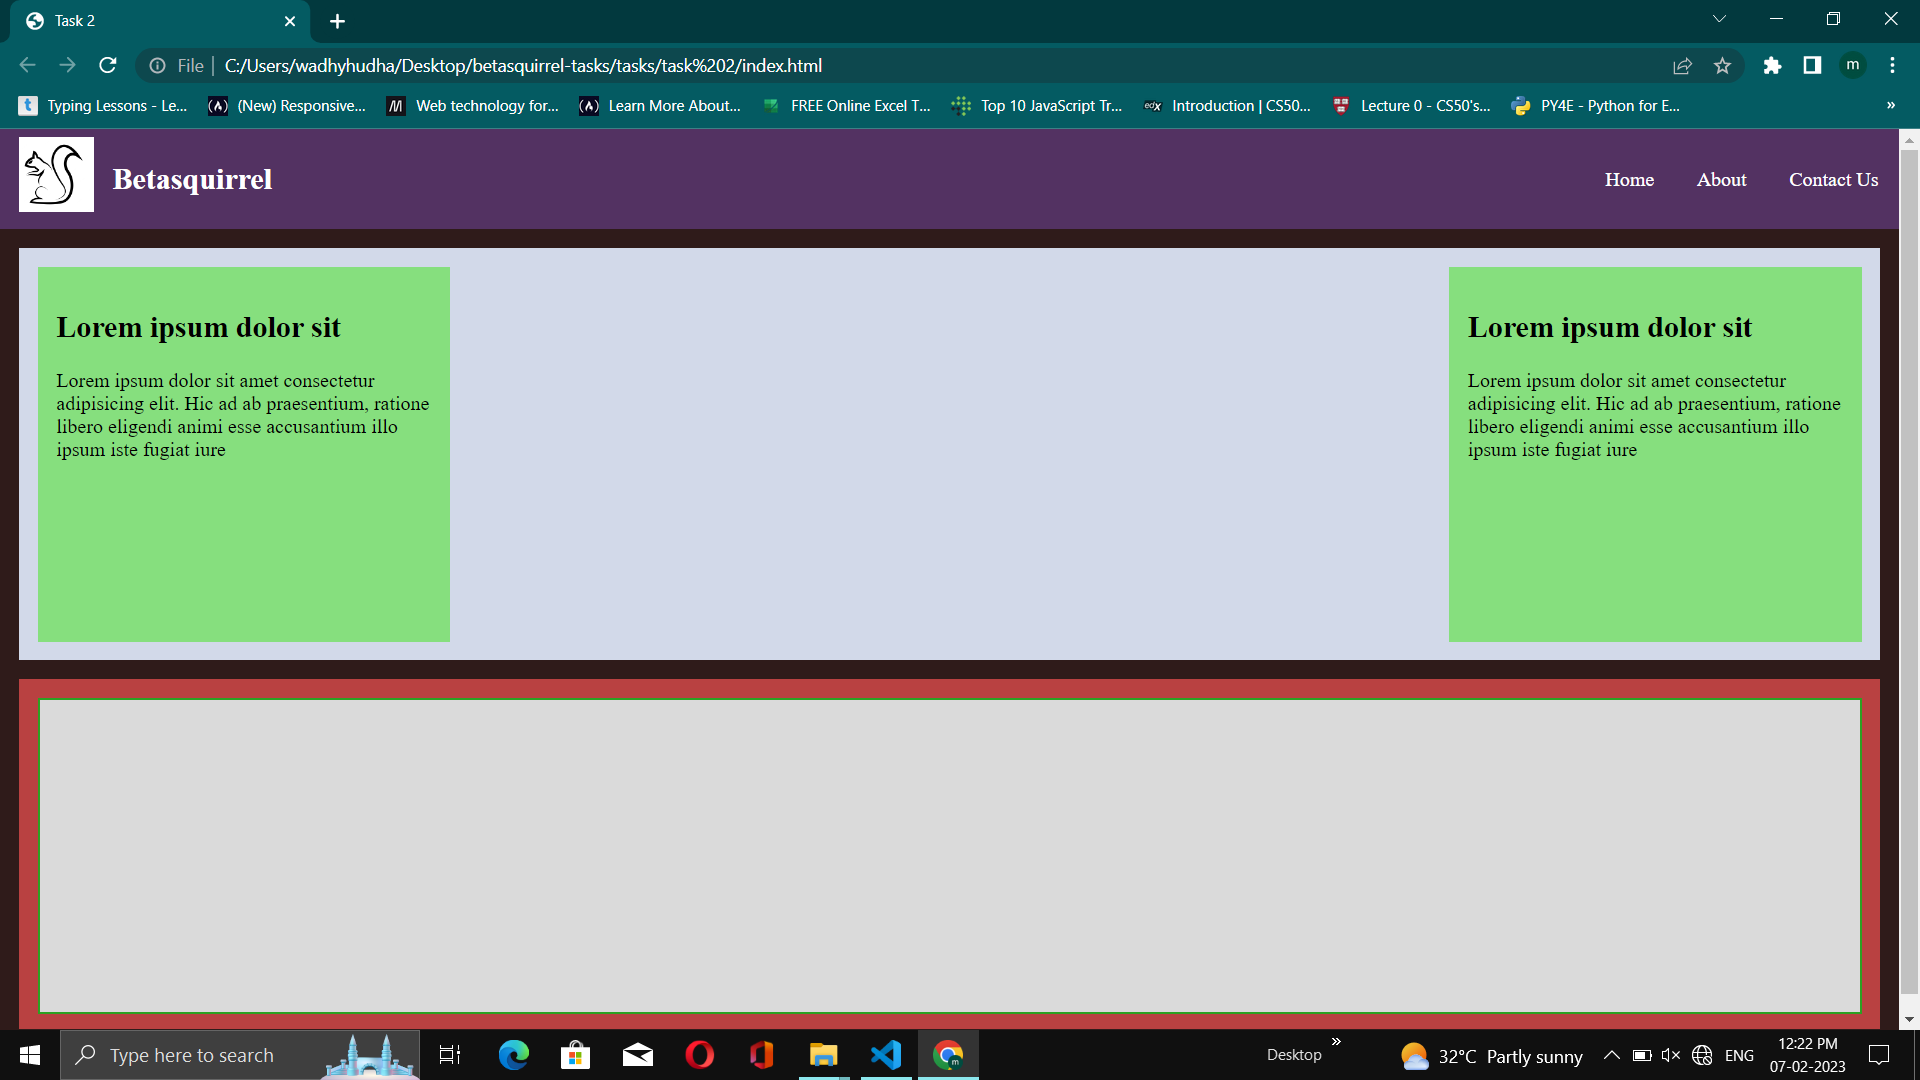 Task 2
File
C:/Users/wadhyhudha/Desktop/betasquirrel-tasks/tasks/task%202/index.html
m
t Typing Lessons - Le...
(New) Responsive...
Web technology for...
Learn More About...
FREE Online Excel T...
Top 10 JavaScript Tr...
edx Introduction | CS50...
Lecture 0 - CS50's...
PY4E - Python for E...
»
Betasquirrel
Home
About
Contact Us
Lorem ipsum dolor sit
Lorem ipsum dolor sit amet consectetur
adipisicing elit. Hic ad ab praesentium, ratione
libero eligendi animi esse accusantium illo
ipsum iste fugiat iure
Lorem ipsum dolor sit
Lorem ipsum dolor sit amet consectetur
adipisicing elit. Hic ad ab praesentium, ratione
libero eligendi animi esse accusantium illo
ipsum iste fugiat iure
Type here to search
Desktop
»
32°C Partly sunny
ENG
12:22 PM
07-02-2023